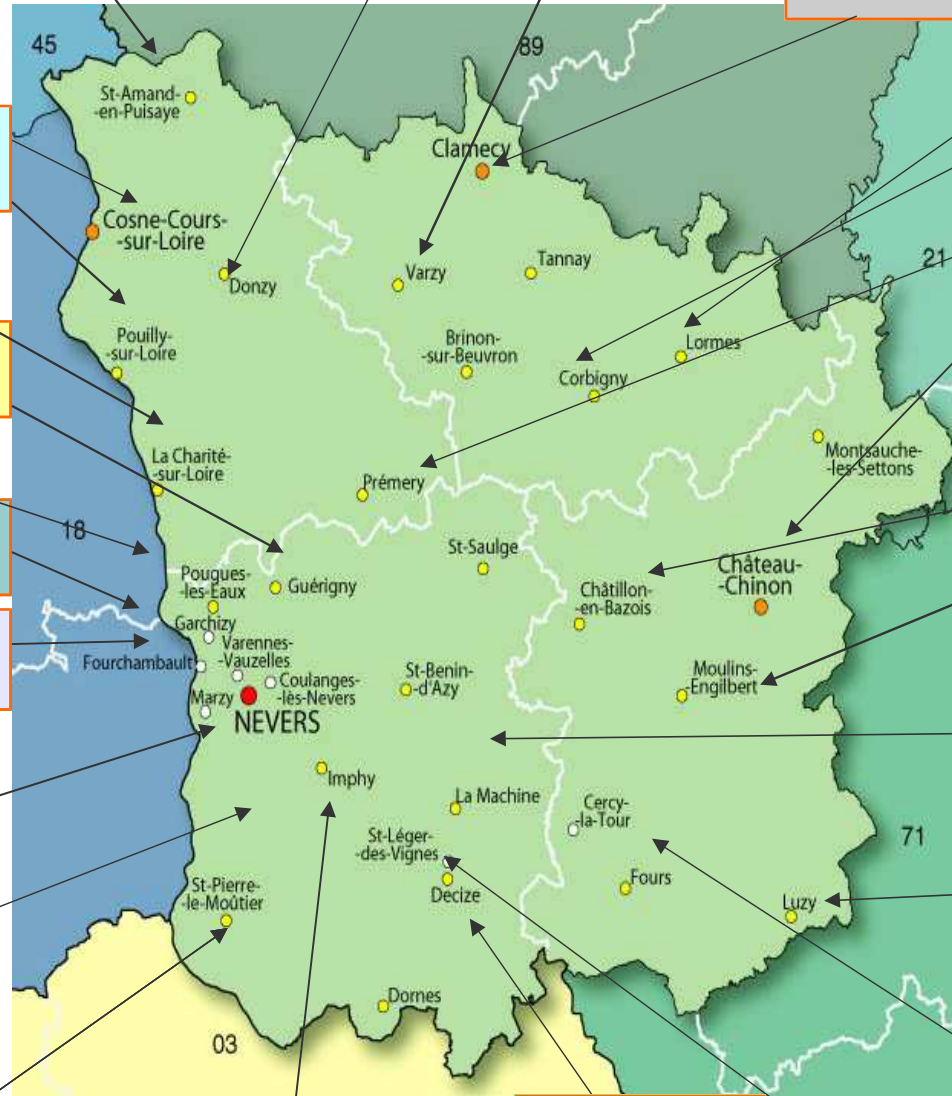 45
89
St-Amand-
-en-Puisaye
Clamecy
Cosne-Cours-
-sur-Loire
Donzy
Varzy
Tannay
21
Pouilly-
-sur-Loire
Brinon-
-sur-Beuvron
Lormes
Corbigny
La Charité-
-sur-Loire
Prémery
Montsauche-
-les-Settons
18
St-Saulge
Pougues-
-les-Eaux
Guérigny
Châtillon-
-en-Bazois
Château-
-Chinon
Garchizy
Varennes-
-Vauzelles
Fourchambault
Coulanges-
-lès-Nevers
St-Benin-
-d'Azy
Moulins-
-Engilbert
Marzy
NEVERS
Imphy
La Machine
Cercy-
-la-Tour
St-Léger-
-des-Vignes
71
St-Pierre-
-le-Moûtier
Decize
Fours
Luzy
Dornes
03